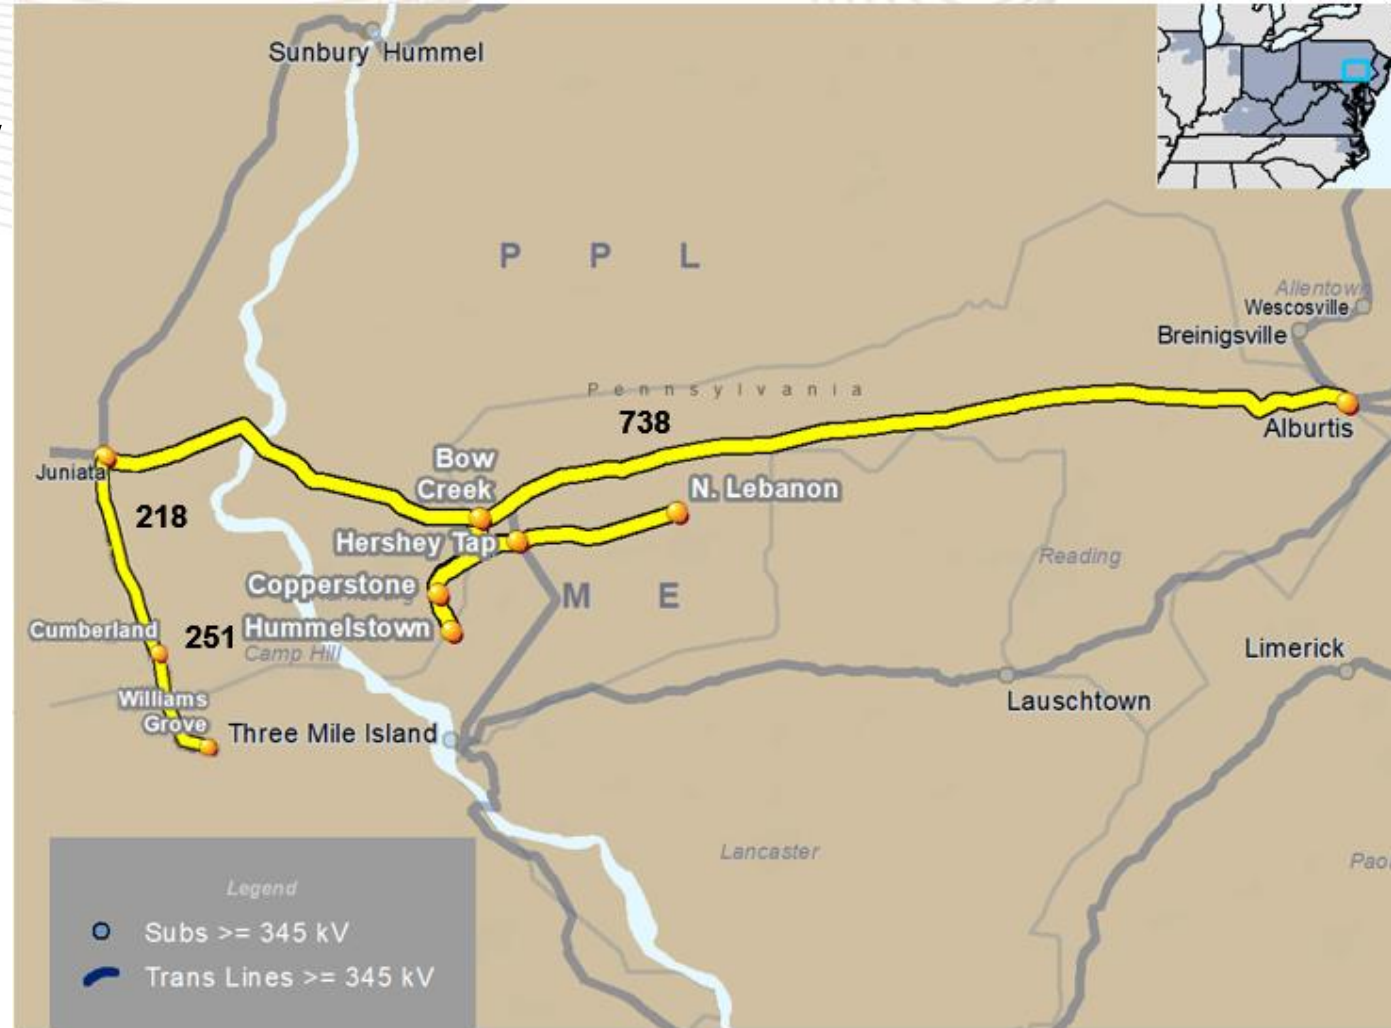 Sunbury Hummel
P P L
Allentown
Wescosville
Breinigsville
Pennsylvania
738
Alburtis
Bow
Creek
Juniata
N. Lebanon
218
Hershey Tap
Reading
Copperstone
M E
Cumberland
251
Hummelstown
Camp Hill
Limerick
Williams
Grove
Lauschtown
Three Mile Island
Lancaster
Legend
Subs >= 345 kV
Trans Lines >= 345 kV